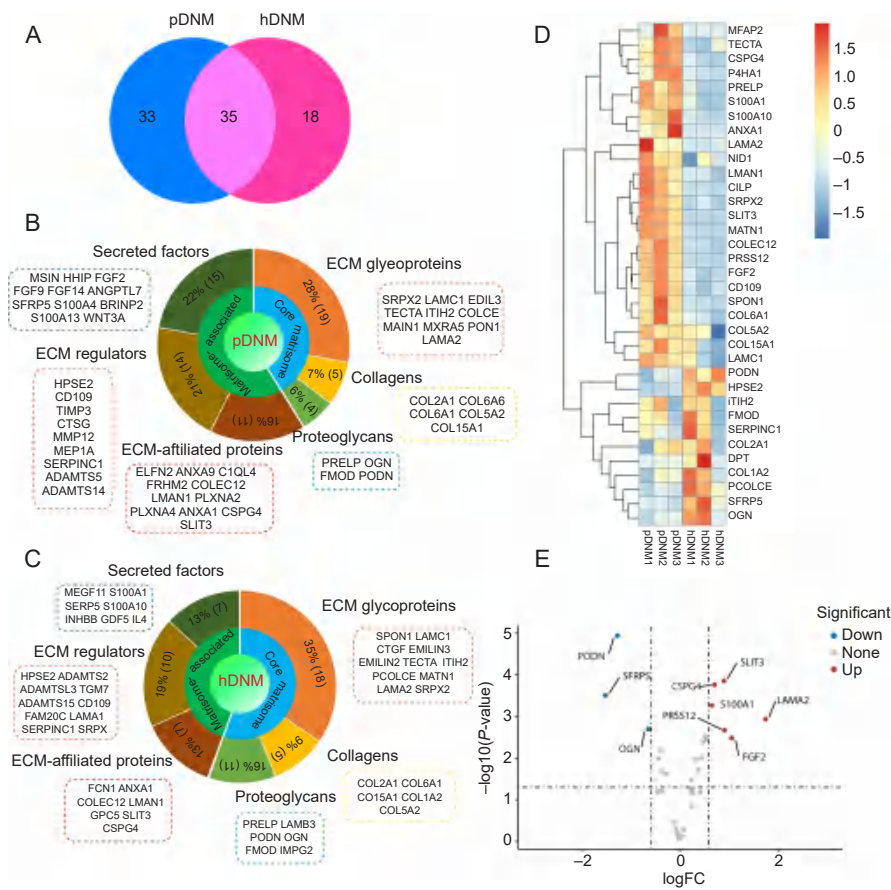 A
pDNM
hDNM
33
35
18
B
Secreted factors
MSIN HHIP FGF2
FGF9 FGF14 ANGPTL7
SFRP5 S100A4 BRINP2
S100A13 WNT3A
ECM regulators
HPSE2
CD109
TIMP3
CTSG
MMP12
MEP1A
SERPINC1
ADAMTS5
ADAMTS14
22% (15)
28% (19)
21% (14)
7% (5)
6% (4)
16% (11)
Matrisome-associated
Core matrisome
pDNM
ECM glyeoproteins
SRPX2 LAMC1 EDIL3
TECTA ITIH2 COLCE
MAIN1 MXRA5 PON1
LAMA2
Collagens
COL2A1 COL6A6
COL6A1 COL5A2
COL15A1
Proteoglycans
PRELP OGN
FMOD PODN
ECM-aftiliated proteins
ELFN2 ANXA9 C1QL4
FRHM2 COLEC12
LMAN1 PLXNA2
PLXNA4 ANXA1 CSPG4
SLIT3
C
Secreted factors
MEGF11 S100A1
SERP5 S100A10
INHBB GDF5 IL4
ECM regulators
HPSE2 ADAMTS2
ADAMTSL3 TGM7
ADAMTS15 CD109
FAM20C LAMA1
SERPINC1 SRPX
ECM-affiliated proteins
FCN1 ANXA1
COLEC12 LMAN1
GPC5 SLIT3
CSPG4
13% (7)
35% (18)
19% (10)
9% (5)
13% (7)
16% (11)
Matrisome-associated
Core matrisome
hDNM
ECM glycoproteins
SPON1 LAMC1
CTGF EMILIN3
EMILIN2 TECTA ITIH2
PCOLCE MATN1
LAMA2 SRPX2
Collagens
COL2A1 COL6A1
CO15A1 COL1A2
COL5A2
Proteoglycans
PRELP LAMB3
PODN OGN
FMOD IMPG2
D
MFAP2
TECTA
CSPG4
P4HA1
PRELP
S100A1
S100A10
ANXA1
LAMA2
NID1
LMAN1
CILP
SRPX2
SLIT3
MATN1
COLEC12
PRSS12
FGF2
CD109
SPON1
COL6A1
COL5A2
COL15A1
LAMC1
PODN
HPSE2
iTIH2
FMOD
SERPINC1
COL2A1
DPT
COL1A2
PCOLCE
SFRP5
OGN
pDNM1
pDNM2
pDNM3
hDNM1
hDNM2
hDNM3
1.5
1
0.5
0
−0.5
−1
−1.5
E
Significant
Down
None
Up
−log10(P-value)
5
4
3
2
1
0
PODN
SFRP5
OGN
CSPG4
SLIT3
S100A1
PRSS12
LAMA2
FGF2
−2
0
2
logFC